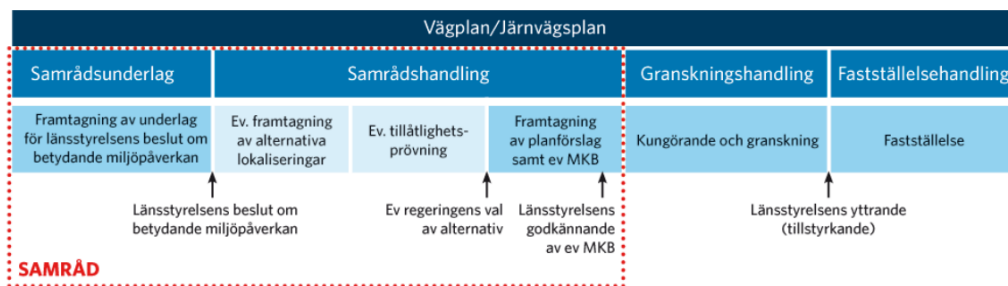 Vägplan/Järnvägsplan
Samrådsunderlag
Samrådshandling
Granskningshandling
Fastställelsehandling
Framtagning av underlag
för länsstyrelsens beslut om
betydande miljöpåverkan
Ev. framtagning
av alternativa
lokaliseringar
Ev. tillåtlighets-
prövning
Framtagning
av planförslag
samt ev MKB
Kungörande och granskning
Fastställelse
Länsstyrelsens beslut om
betydande miljöpåverkan
Ev regeringens val
av alternativ
Länsstyrelsens
godkännande
av ev MKB
Länsstyrelsens yttrande
(tillstyrkande)
SAMRÅD